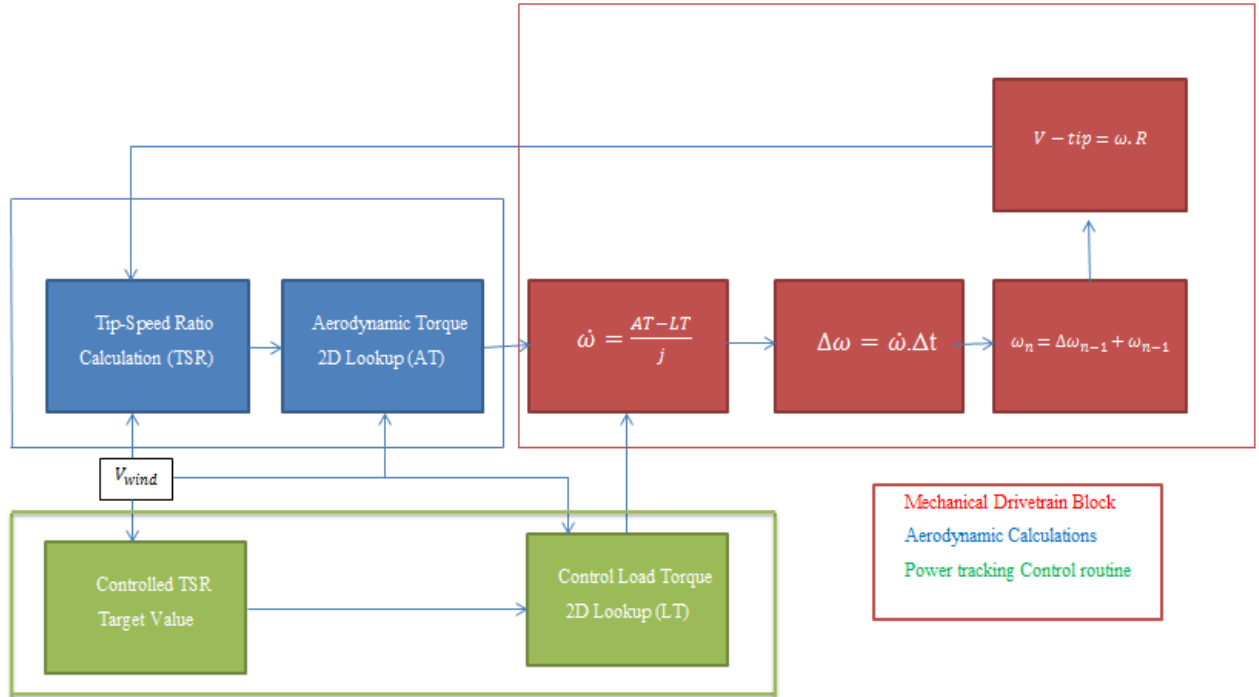 V − tip = ω. R
Tip-Speed Ratio
Calculation (TSR)
Aerodynamic Torque
2D Lookup (AT)
ω̇ = AT−LT / j
Δω = ω̇.Δt
ωₙ = Δωₙ₋₁ + ωₙ₋₁
V_wind
Controlled TSR
Target Value
Control Load Torque
2D Lookup (LT)
Mechanical Drivetrain Block
Aerodynamic Calculations
Power tracking Control routine